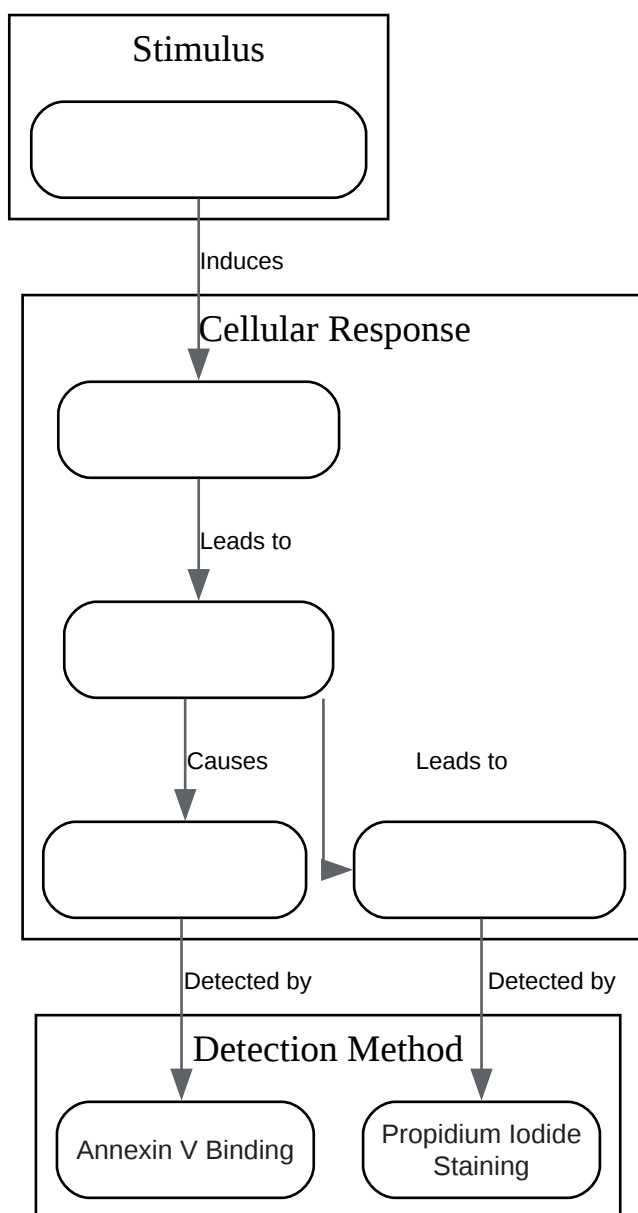 Stimulus
Induces
Cellular Response
Leads to
Causes
Leads to
Detected by
Detected by
Detection Method
Annexin V Binding
Propidium Iodide
Staining